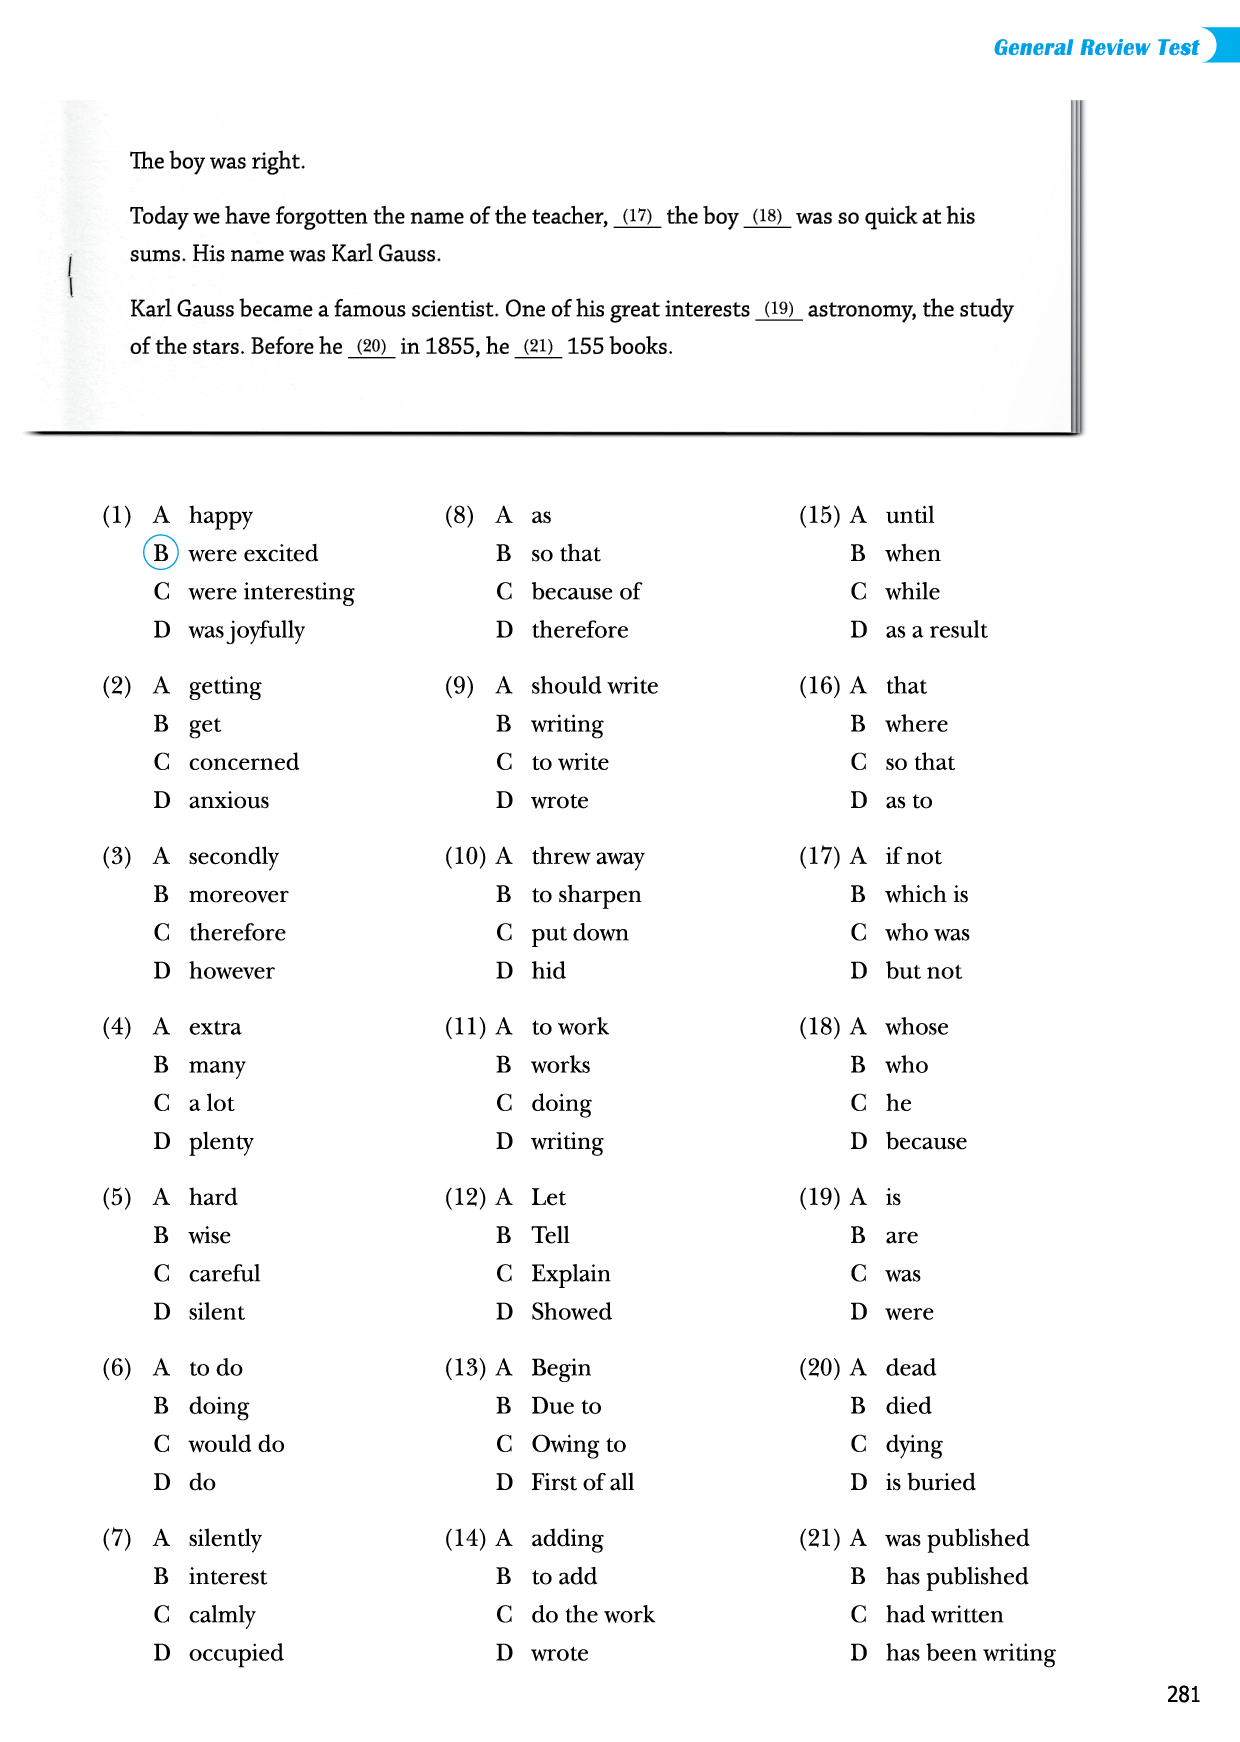 General Review Test
The boy was right.
Today we have forgotten the name of the teacher, (17) the boy (18) was so quick at his
sums. His name was Karl Gauss.
Karl Gauss became a famous scientist. One of his great interests (19) astronomy, the study
of the stars. Before he (20) in 1855, he (21) 155 books.
(1) A happy
B were excited
C were interesting
D was joyfully
(2) A getting
B get
C concerned
D anxious
(3) A secondly
B moreover
C therefore
D however
(4) A extra
B many
C a lot
D plenty
(5) A hard
B wise
C careful
D silent
(6) A to do
B doing
C would do
D do
(7) A silently
B interest
C calmly
D occupied
(8) A as
B so that
C because of
D therefore
(9) A should write
B writing
C to write
D wrote
(10) A threw away
B to sharpen
C put down
D hid
(11) A to work
B works
C doing
D writing
(12) A Let
B Tell
C Explain
D Showed
(13) A Begin
B Due to
C Owing to
D First of all
(14) A adding
B to add
C do the work
D wrote
(15) A until
B when
C while
D as a result
(16) A that
B where
C so that
D as to
(17) A if not
B which is
C who was
D but not
(18) A whose
B who
C he
D because
(19) A is
B are
C was
D were
(20) A dead
B died
C dying
D is buried
(21) A was published
B has published
C had written
D has been writing
281